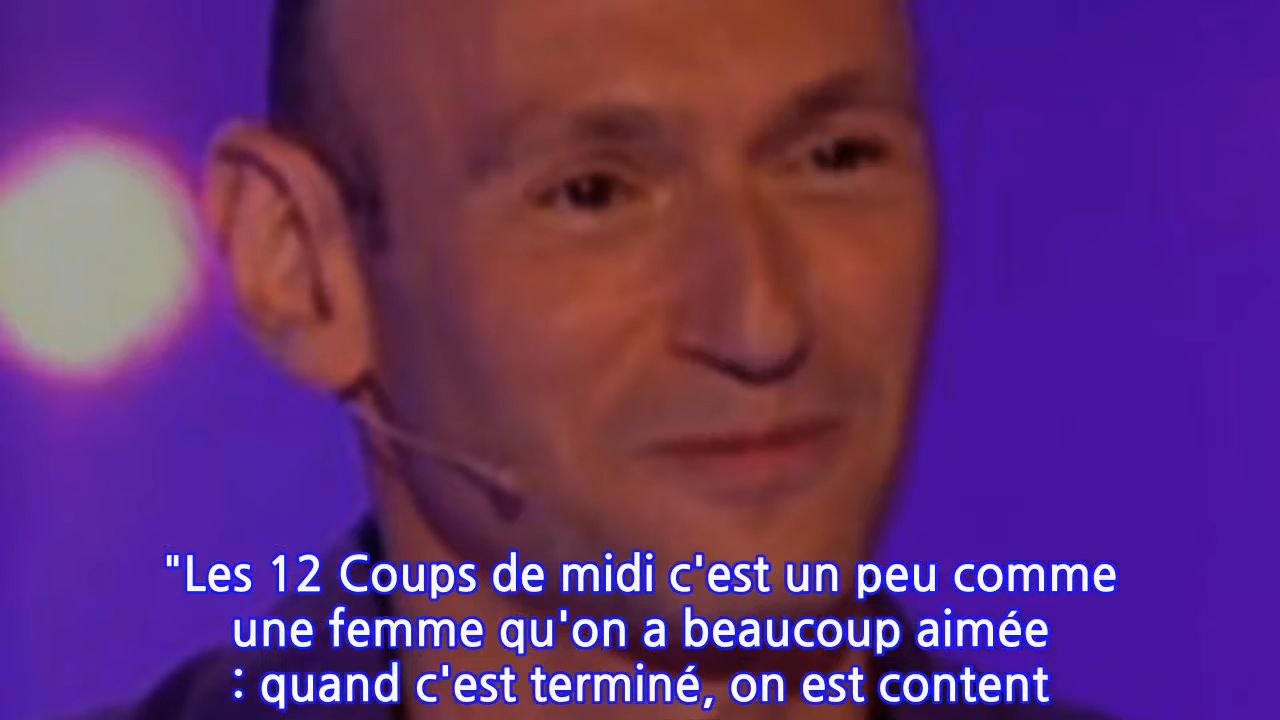 "Les 12 Coups de midi c'est un peu comme
une femme qu'on a beaucoup aimée
: quand c'est terminé, on est content